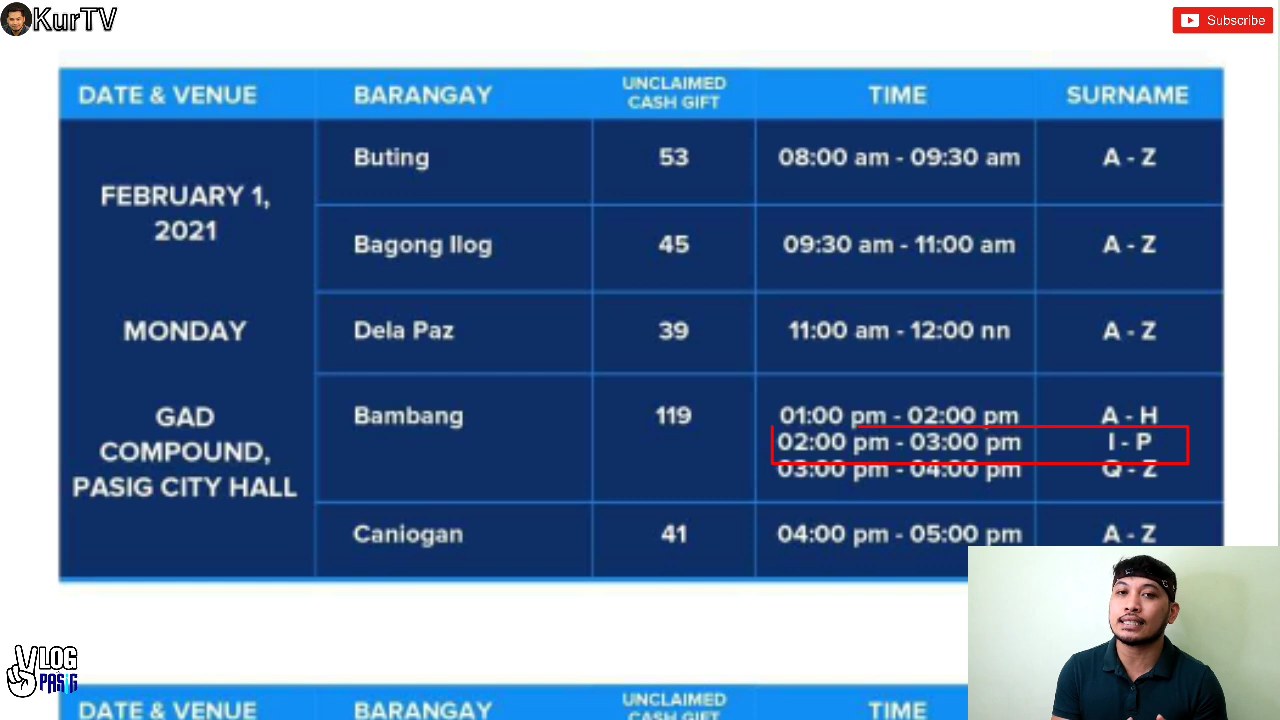 KurTV
Subscribe
DATE & VENUE
BARANGAY
UNCLAIMED
CASH GIFT
TIME
SURNAME
FEBRUARY 1,
2021
MONDAY
GAD
COMPOUND,
PASIG CITY HALL
Buting
53
08:00 am - 09:30 am
A - Z
Bagong Ilog
45
09:30 am - 11:00 am
A - Z
Dela Paz
39
11:00 am - 12:00 nn
A - Z
Bambang
119
01:00 pm - 02:00 pm
A - H
02:00 pm - 03:00 pm
I - P
03:00 pm - 04:00 pm
Q - Z
Caniogan
41
04:00 pm - 05:00 pm
A - Z
VLOG
PASIG
DATE & VENUE
BARANGAY
UNCLAIMED
CASH GIFT
TIME